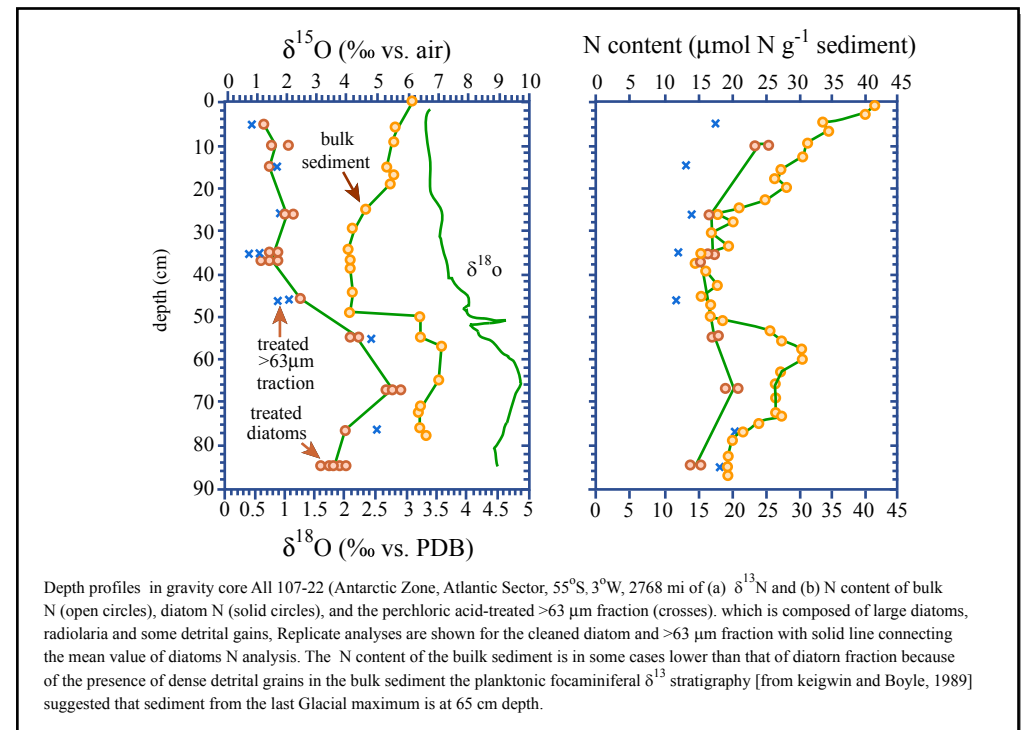 δ¹⁵O (‰ vs. air)
0 1 2 3 4 5 6 7 8 9 10
0
10
20
30
40
50
60
70
80
90
depth (cm)
bulk
sediment
δ¹⁸o
treated
>63μm
traction
treated
diatoms
0 0.5 1 1.5 2 2.5 3 3.5 4 4.5 5
δ¹⁸O (‰ vs. PDB)
N content (μmol N g⁻¹ sediment)
0 5 10 15 20 25 30 35 40 45
0 5 10 15 20 25 30 35 40 45
Depth profiles in gravity core All 107-22 (Antarctic Zone, Atlantic Sector, 55°S, 3°W, 2768 mi of (a) δ¹³N and (b) N content of bulk
N (open circles), diatom N (solid circles), and the perchloric acid-treated >63 μm fraction (crosses). which is composed of large diatoms,
radiolaria and some detrital gains, Replicate analyses are shown for the cleaned diatom and >63 μm fraction with solid line connecting
the mean value of diatoms N analysis. The N content of the builk sediment is in some cases lower than that of diatorn fraction because
of the presence of dense detrital grains in the bulk sediment the planktonic focaminiferal δ¹³ stratigraphy [from keigwin and Boyle, 1989]
suggested that sediment from the last Glacial maximum is at 65 cm depth.